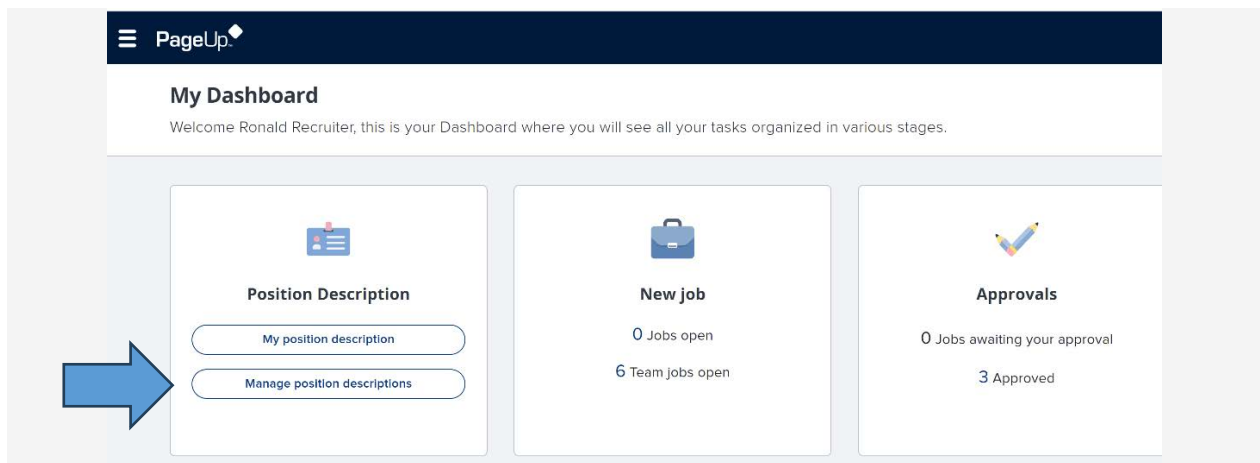 PageUp
My Dashboard
Welcome Ronald Recruiter, this is your Dashboard where you will see all your tasks organized in various stages.
Position Description
My position description
Manage position descriptions
New job
0 Jobs open
6 Team jobs open
Approvals
0 Jobs awaiting your approval
3 Approved